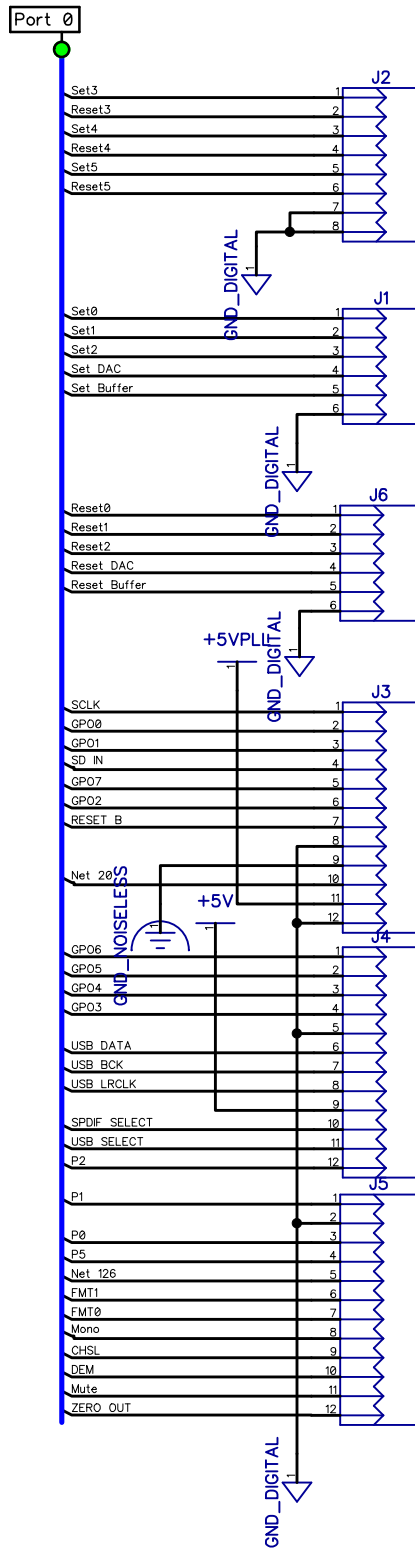 Port 0
J2
Set3 1
Reset3 2
Set4 3
Reset4 4
Set5 5
Reset5 6
7
8
1
GND_DIGITAL
J1
Set0 1
Set1 2
Set2 3
Set DAC 4
Set Buffer 5
6
1
GND_DIGITAL
J6
Reset0 1
Reset1 2
Reset2 3
Reset DAC 4
Reset Buffer 5
6
1
GND_DIGITAL
+5VPLL
1
J3
SCLK 1
GPO0 2
GPO1 3
SD IN 4
GPO7 5
GPO2 6
RESET B 7
8
9
Net 20 10
11
12
GND_NOISELESS
1
+5V
1
J4
GPO6 1
GPO5 2
GPO4 3
GPO3 4
5
USB DATA 6
USB BCK 7
USB LRCLK 8
9
SPDIF SELECT 10
USB SELECT 11
P2 12
J5
P1 1
2
P0 3
P5 4
Net 126 5
FMT1 6
FMT0 7
Mono 8
CHSL 9
DEM 10
Mute 11
ZERO OUT 12
1
GND_DIGITAL